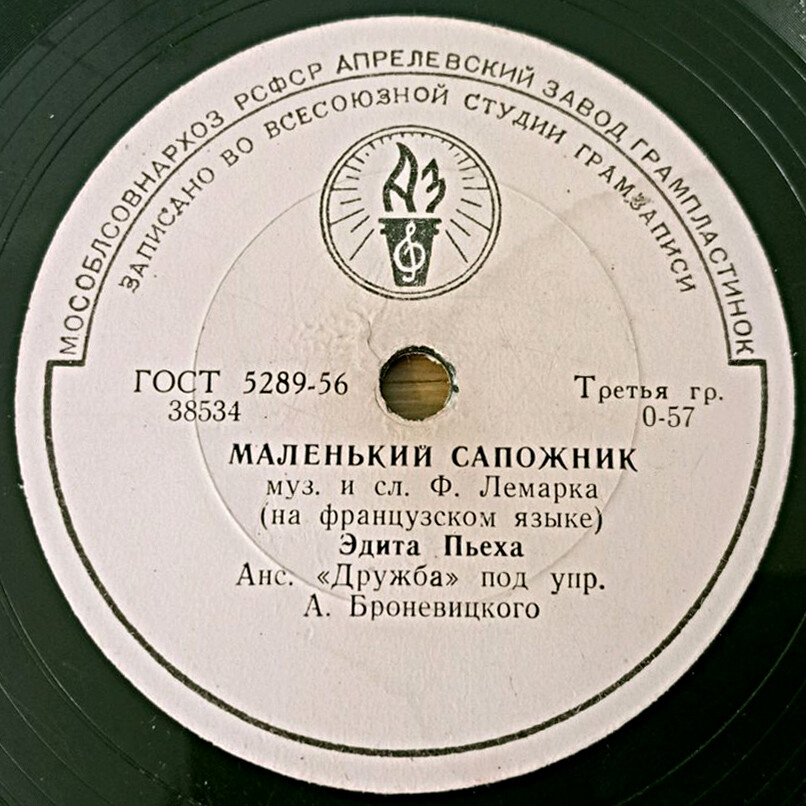 МОСОБЛСОВНАРХОЗ РСФСР АПРЕЛЕВСКИЙ ЗАВОД ГРАМПЛАСТИНОК
ЗАПИСАНО ВО ВСЕСОЮЗНОЙ СТУДИИ ГРАМЗАПИСИ
АЗ
ГОСТ 5289-56 Третья гр.
38534 0-57
МАЛЕНЬКИЙ САПОЖНИК
муз. и сл. Ф. Лемарка
(на французском языке)
Эдита Пьеха
Анс. «Дружба» под упр.
А. Броневицкого